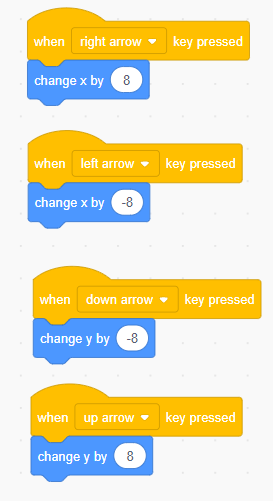 when right arrow key pressed
change x by 8
when left arrow key pressed
change x by -8
when down arrow key pressed
change y by -8
when up arrow key pressed
change y by 8